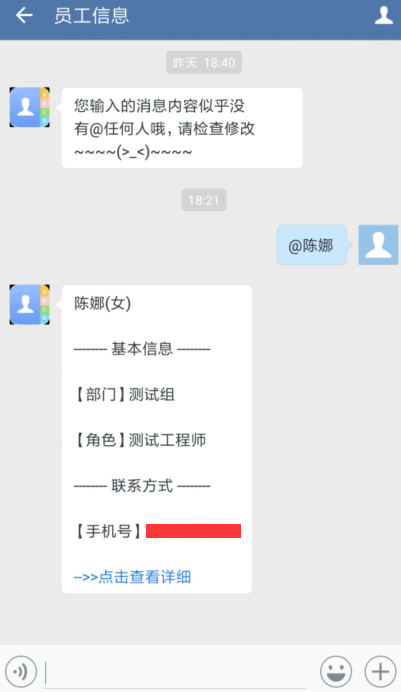 员工信息
昨天 18:40
您输入的消息内容似乎没
有@任何人哦，请检查修改
~~~~(>_<)~~~~
18:21
@陈娜
陈娜(女)
-------- 基本信息 --------
【部门】测试组
【角色】测试工程师
-------- 联系方式 --------
【手机号】
-->>点击查看详细